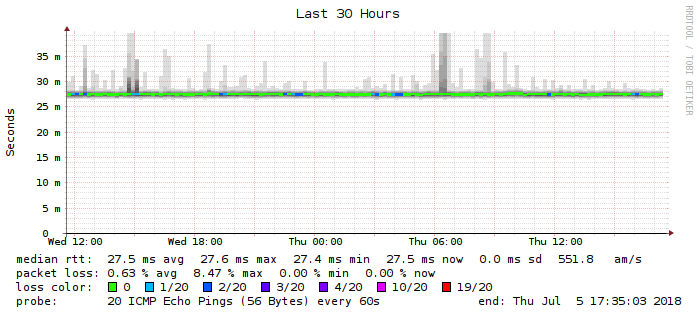 Last 30 Hours
RRDTOOL / TOBI OETIKER
Seconds
35 m
30 m
25 m
20 m
15 m
10 m
5 m
0
Wed 12:00 Wed 18:00 Thu 00:00 Thu 06:00 Thu 12:00
median rtt: 27.5 ms avg 27.6 ms max 27.4 ms min 27.5 ms now 0.0 ms sd 551.8 am/s
packet loss: 0.63 % avg 8.47 % max 0.00 % min 0.00 % now
loss color: 0 1/20 2/20 3/20 4/20 10/20 19/20
probe: 20 ICMP Echo Pings (56 Bytes) every 60s end: Thu Jul 5 17:35:03 2018